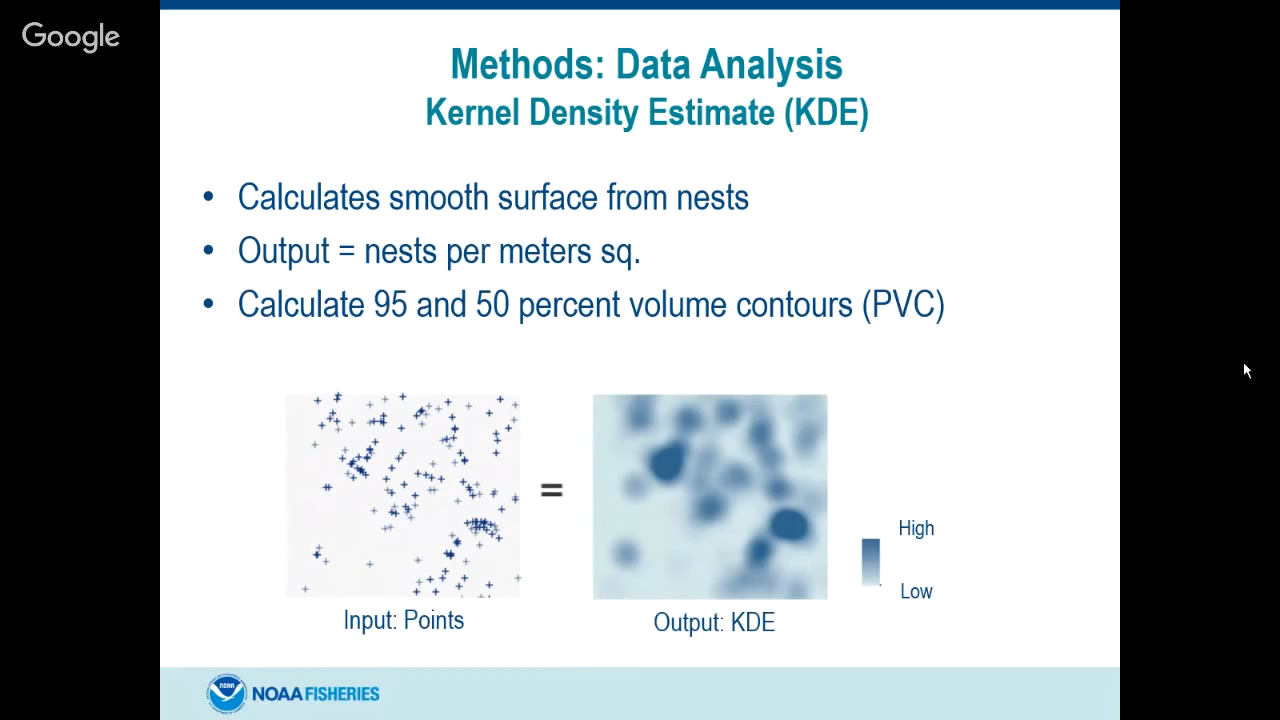 Google
Methods: Data Analysis
Kernel Density Estimate (KDE)
• Calculates smooth surface from nests
• Output = nests per meters sq.
• Calculate 95 and 50 percent volume contours (PVC)
=
High
Low
Input: Points
Output: KDE
NOAA
NOAA FISHERIES